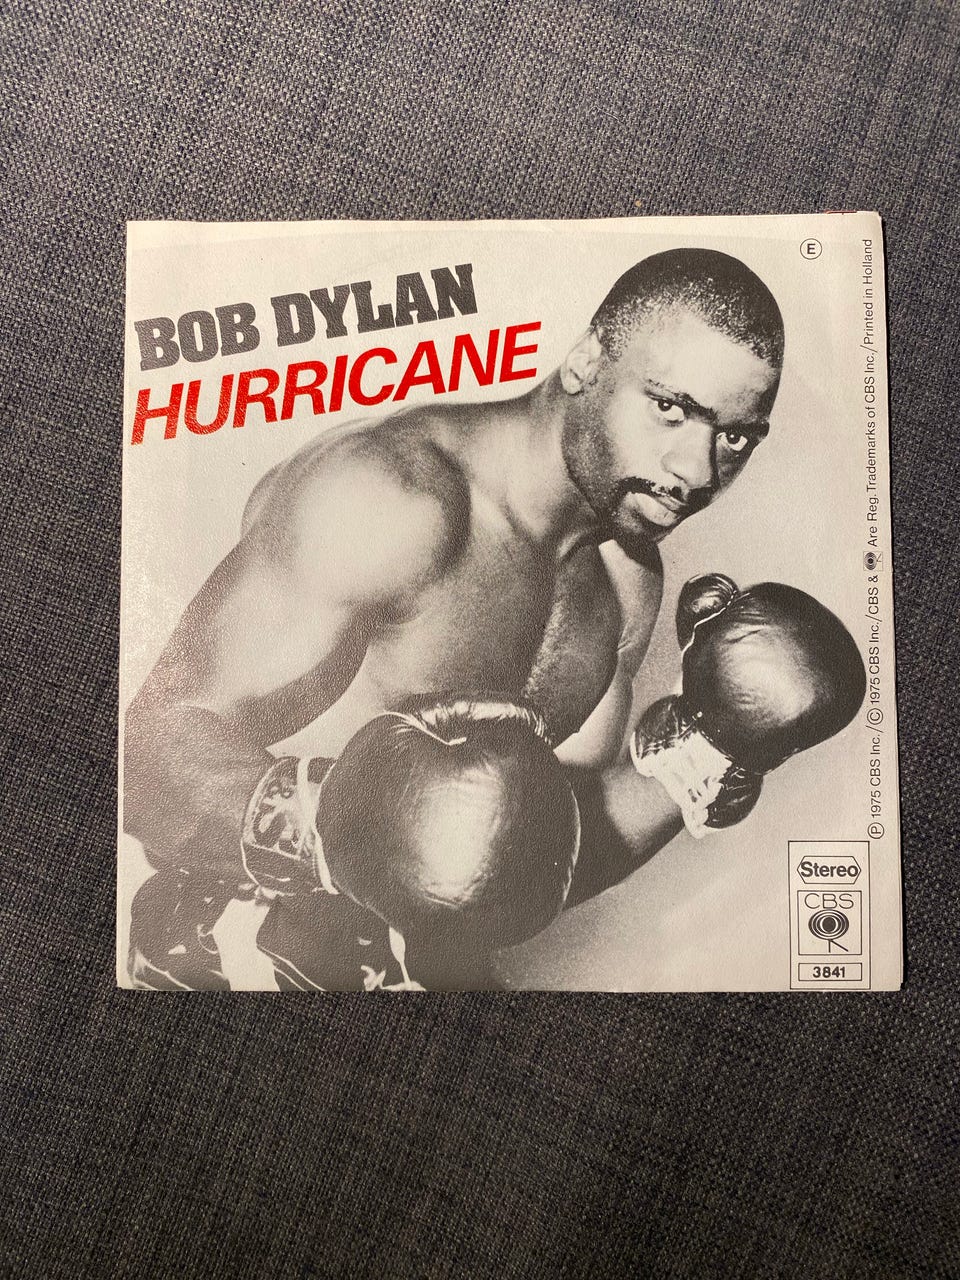 BOB DYLAN
HURRICANE
E
Ⓟ 1975 CBS Inc./Ⓒ 1975 CBS Inc./CBS & Are Reg. Trademarks of CBS Inc./Printed in Holland
Stereo
CBS
3841